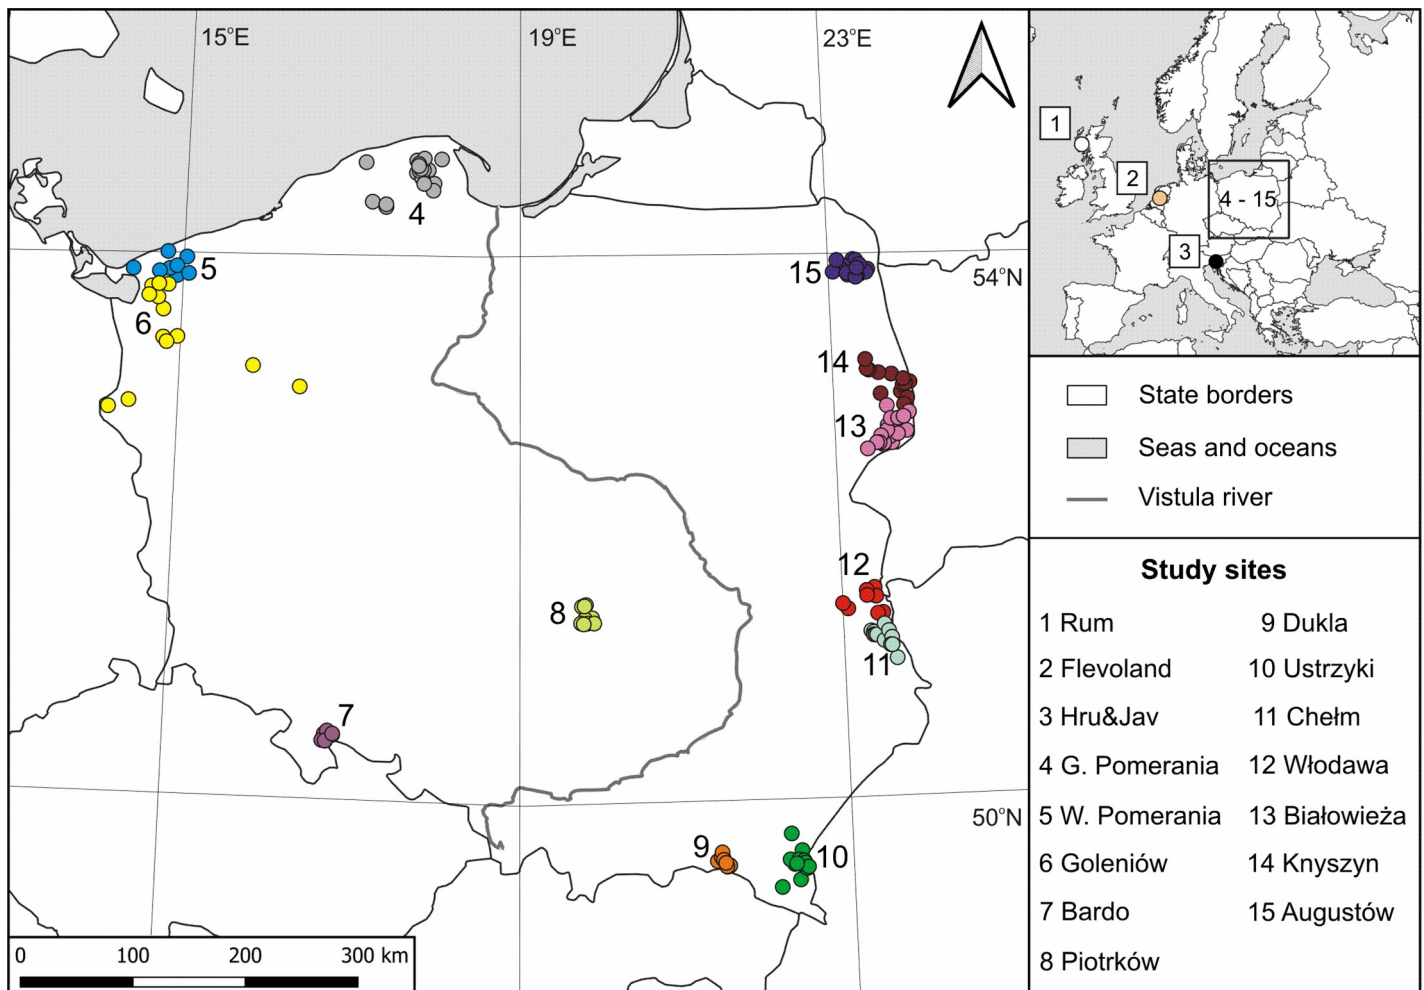 15°E
19°E
23°E
54°N
50°N
4
5
6
7
8
9
10
11
12
13
14
15
0 100 200 300 km
1
2
3
4 - 15
State borders
Seas and oceans
Vistula river
Study sites
1 Rum
2 Flevoland
3 Hru&Jav
4 G. Pomerania
5 W. Pomerania
6 Goleniów
7 Bardo
8 Piotrków
9 Dukla
10 Ustrzyki
11 Chełm
12 Włodawa
13 Białowieża
14 Knyszyn
15 Augustów